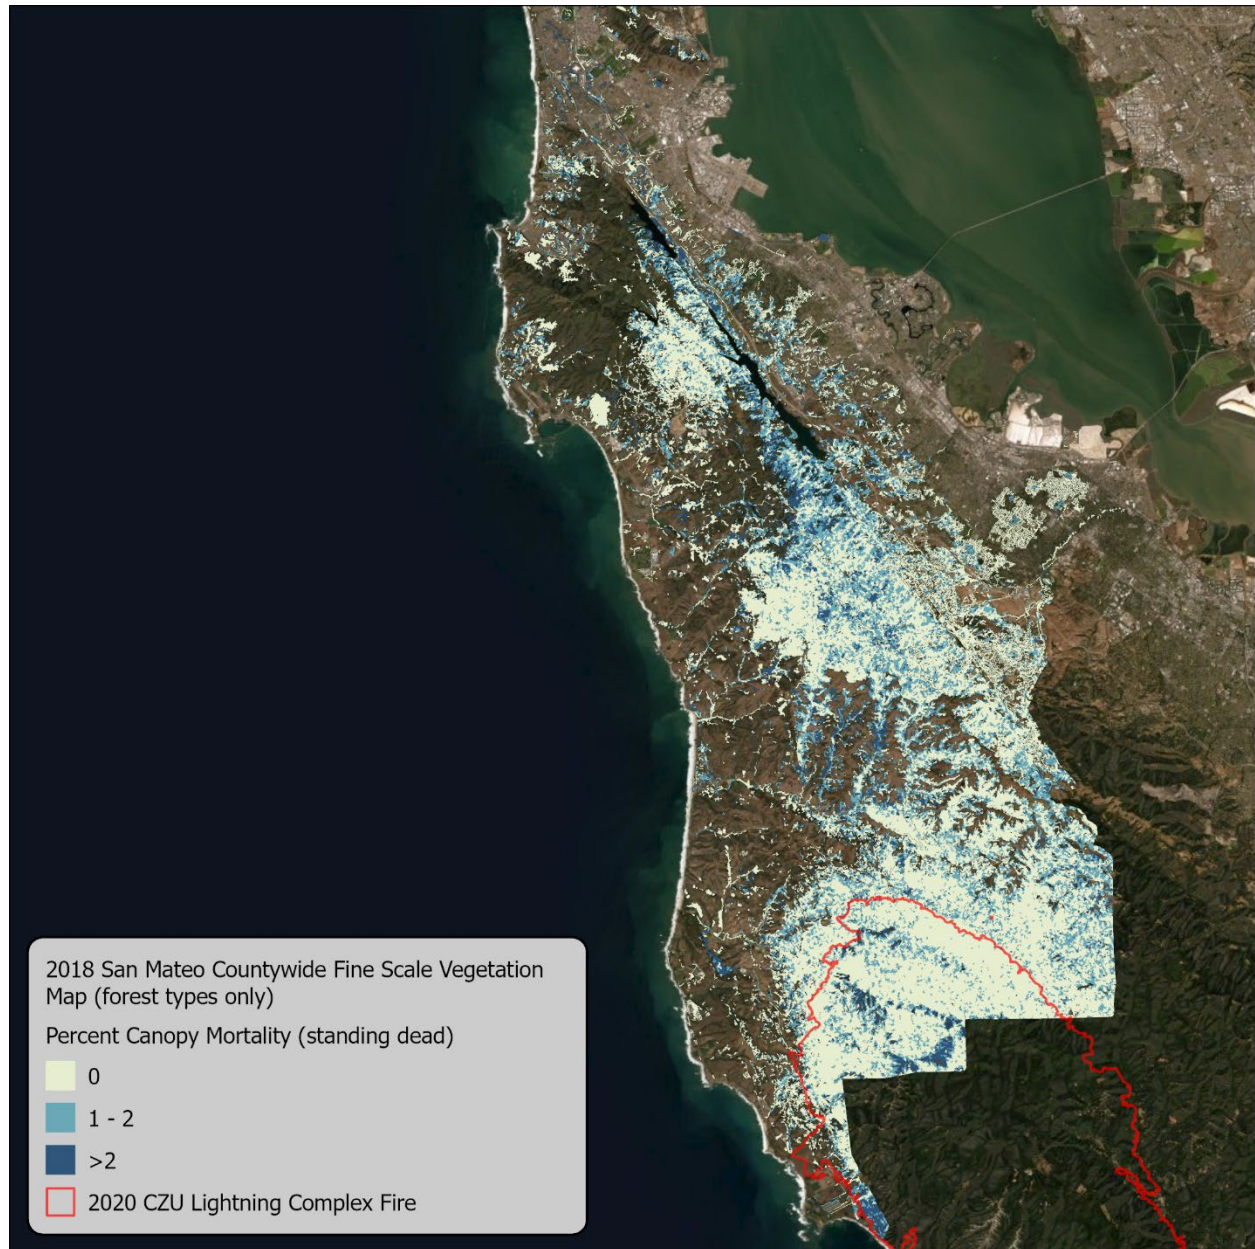 2018 San Mateo Countywide Fine Scale Vegetation
Map (forest types only)
Percent Canopy Mortality (standing dead)
0
1 - 2
>2
2020 CZU Lightning Complex Fire